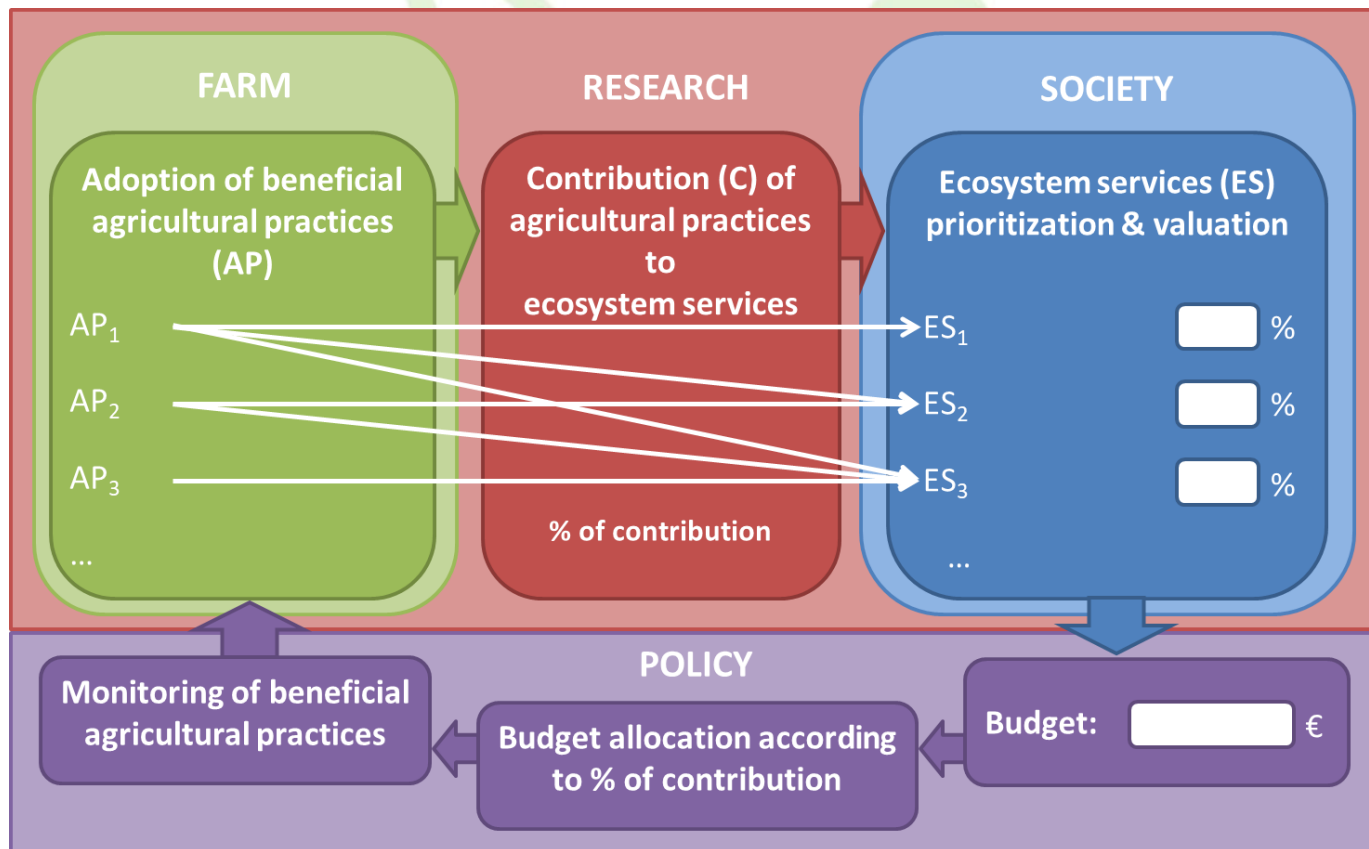 FARM
Adoption of beneficial
agricultural practices
(AP)
AP₁
AP₂
AP₃
...
RESEARCH
Contribution (C) of
agricultural practices
to
ecosystem services
% of contribution
SOCIETY
Ecosystem services (ES)
prioritization & valuation
ES₁ %
ES₂ %
ES₃ %
...
POLICY
Budget: €
Budget allocation according
to % of contribution
Monitoring of beneficial
agricultural practices